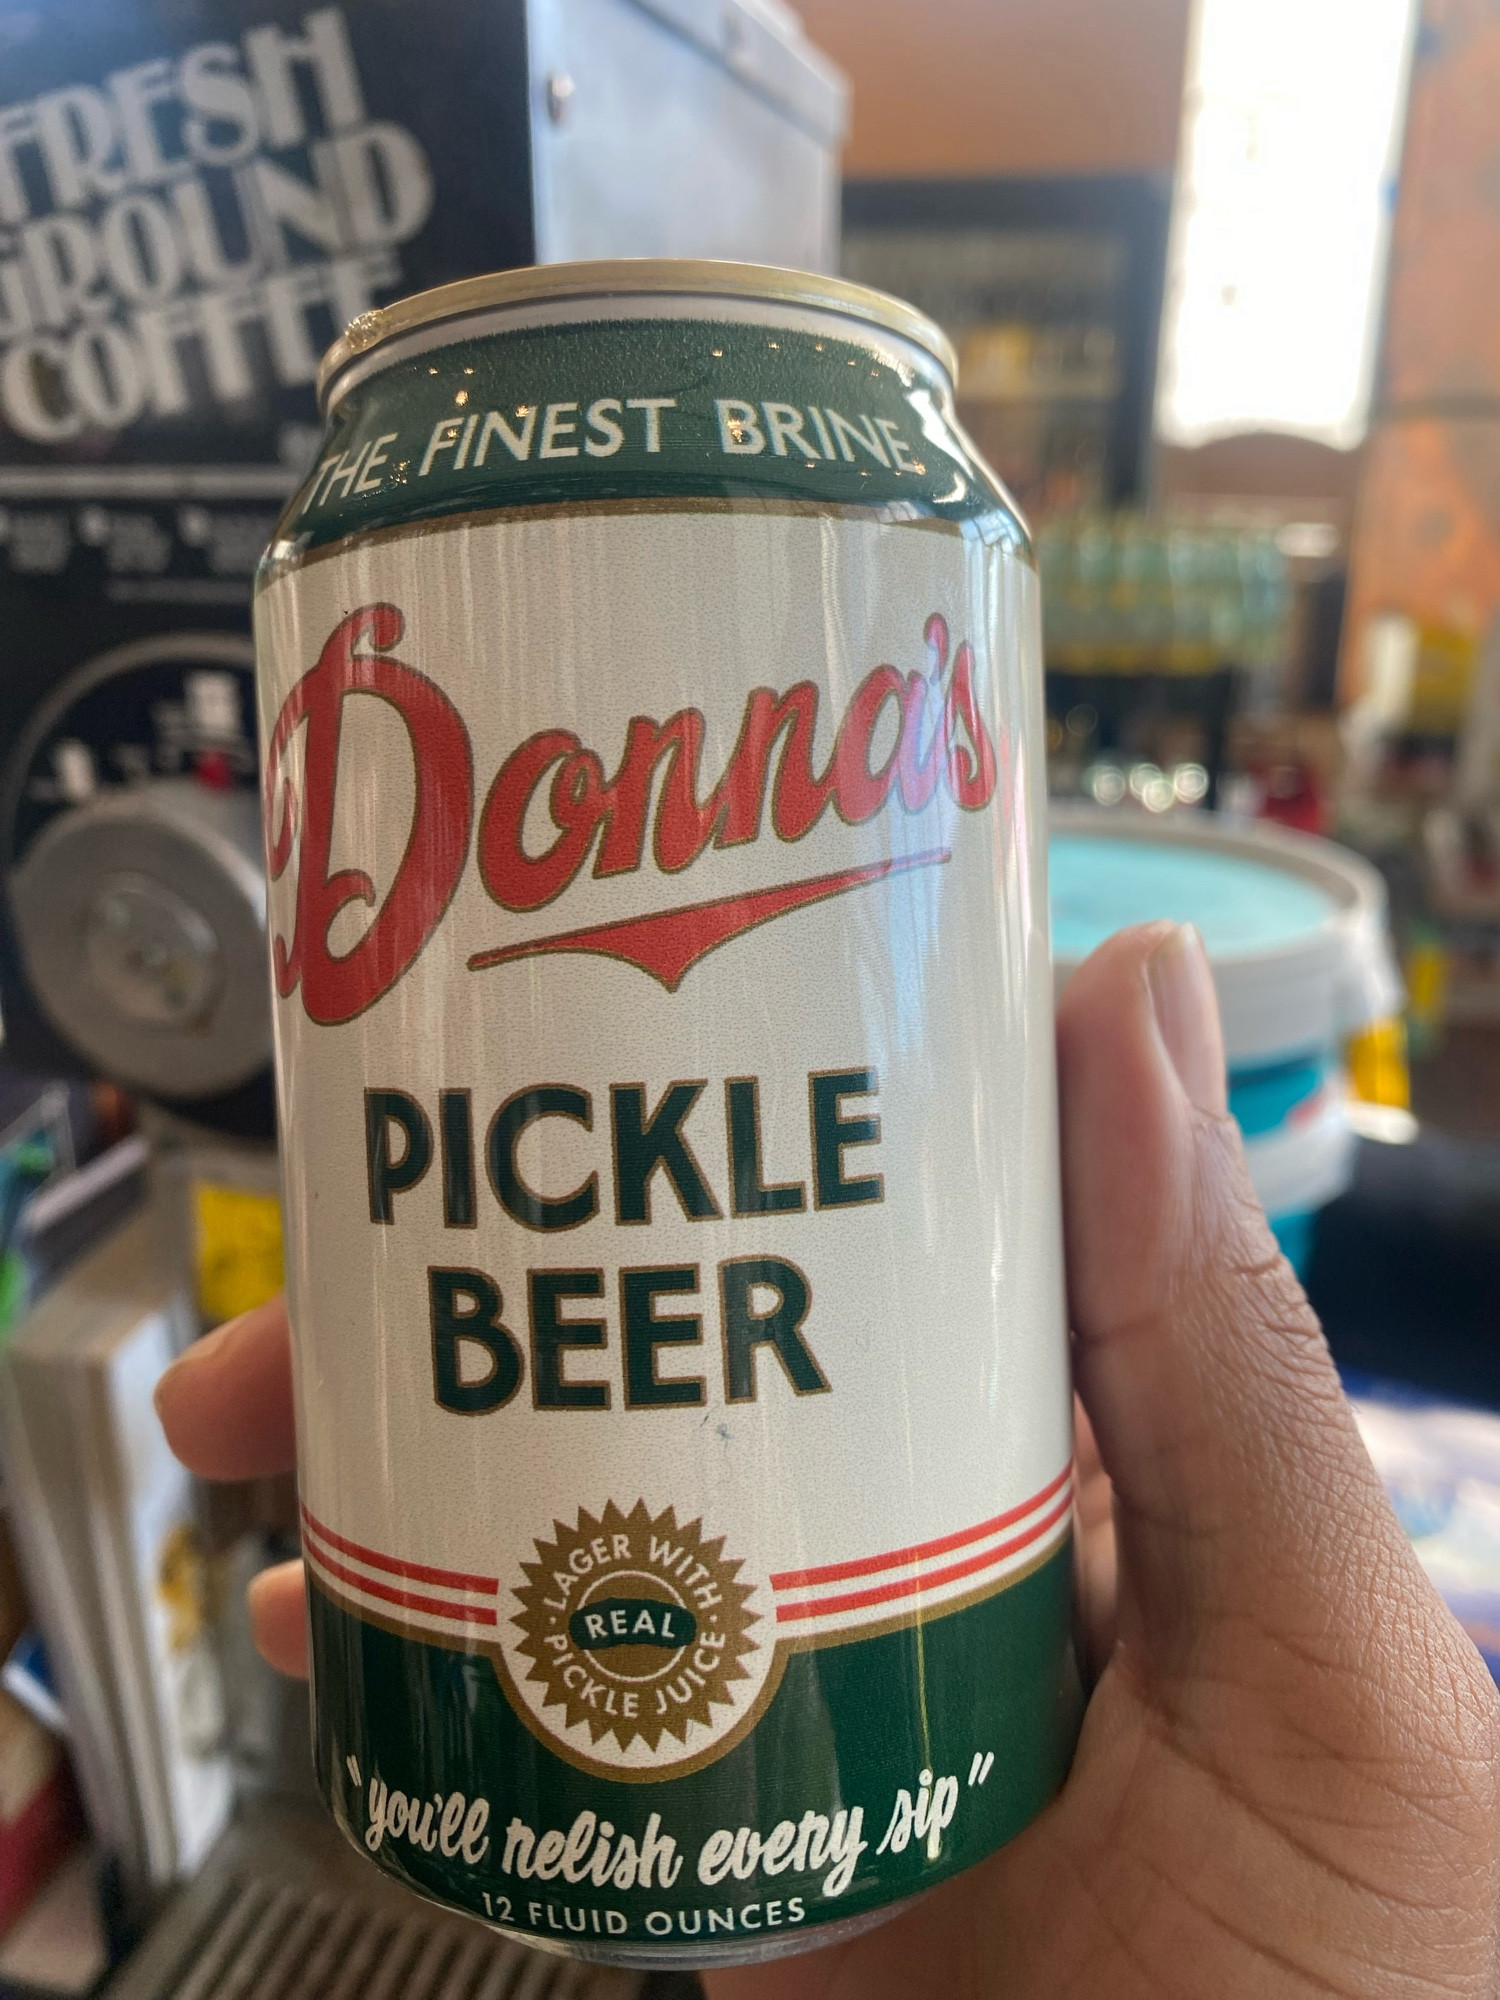 FRESH
GROUND
COFFEE
THE FINEST BRINE
Donna's
PICKLE
BEER
LAGER WITH
REAL
PICKLE JUICE
"you'll relish every sip"
12 FLUID OUNCES